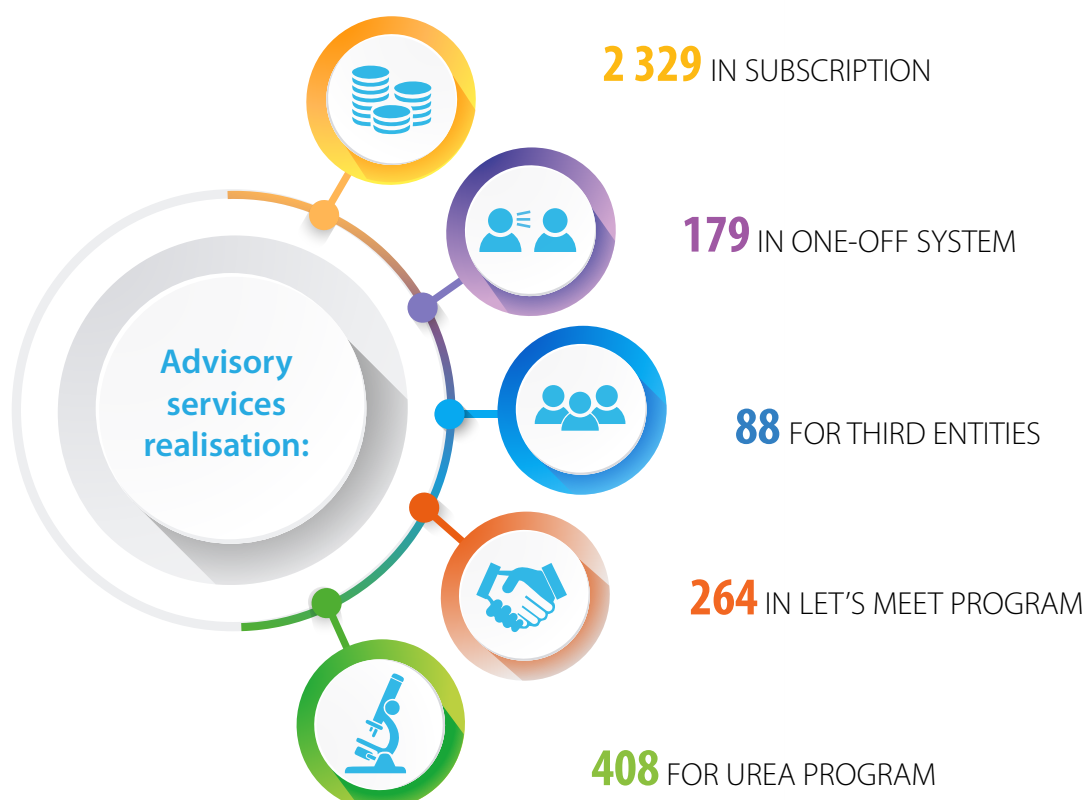 2 329 IN SUBSCRIPTION
179 IN ONE-OFF SYSTEM
Advisory
services
realisation:
88 FOR THIRD ENTITIES
264 IN LET'S MEET PROGRAM
408 FOR UREA PROGRAM